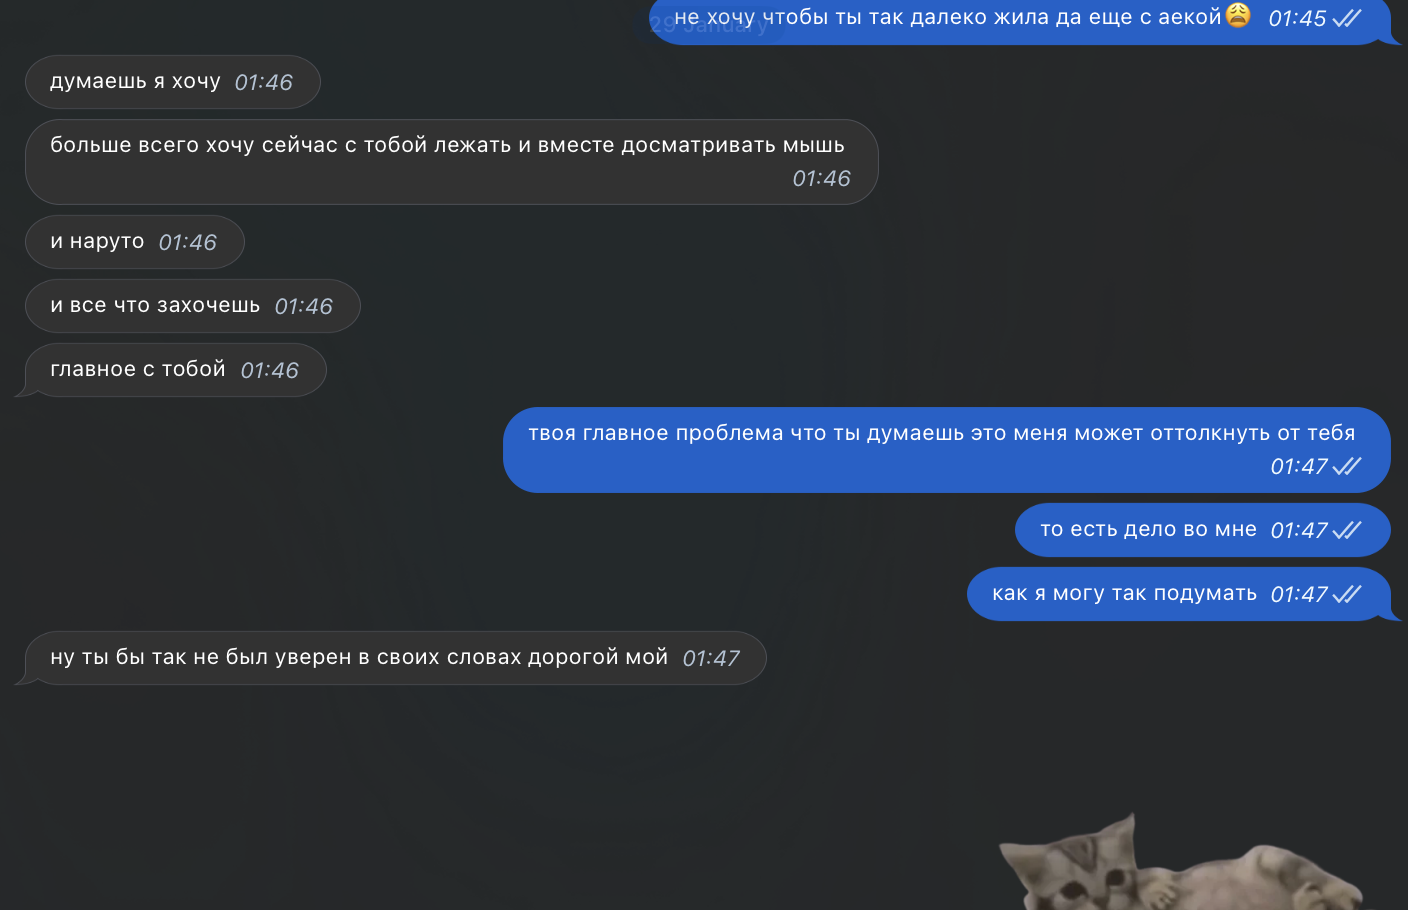 29 January
не хочу чтобы ты так далеко жила да еще с аекой😩 01:45
думаешь я хочу 01:46
больше всего хочу сейчас с тобой лежать и вместе досматривать мышь
01:46
и наруто 01:46
и все что захочешь 01:46
главное с тобой 01:46
твоя главное проблема что ты думаешь это меня может оттолкнуть от тебя
01:47
то есть дело во мне 01:47
как я могу так подумать 01:47
ну ты бы так не был уверен в своих словах дорогой мой 01:47